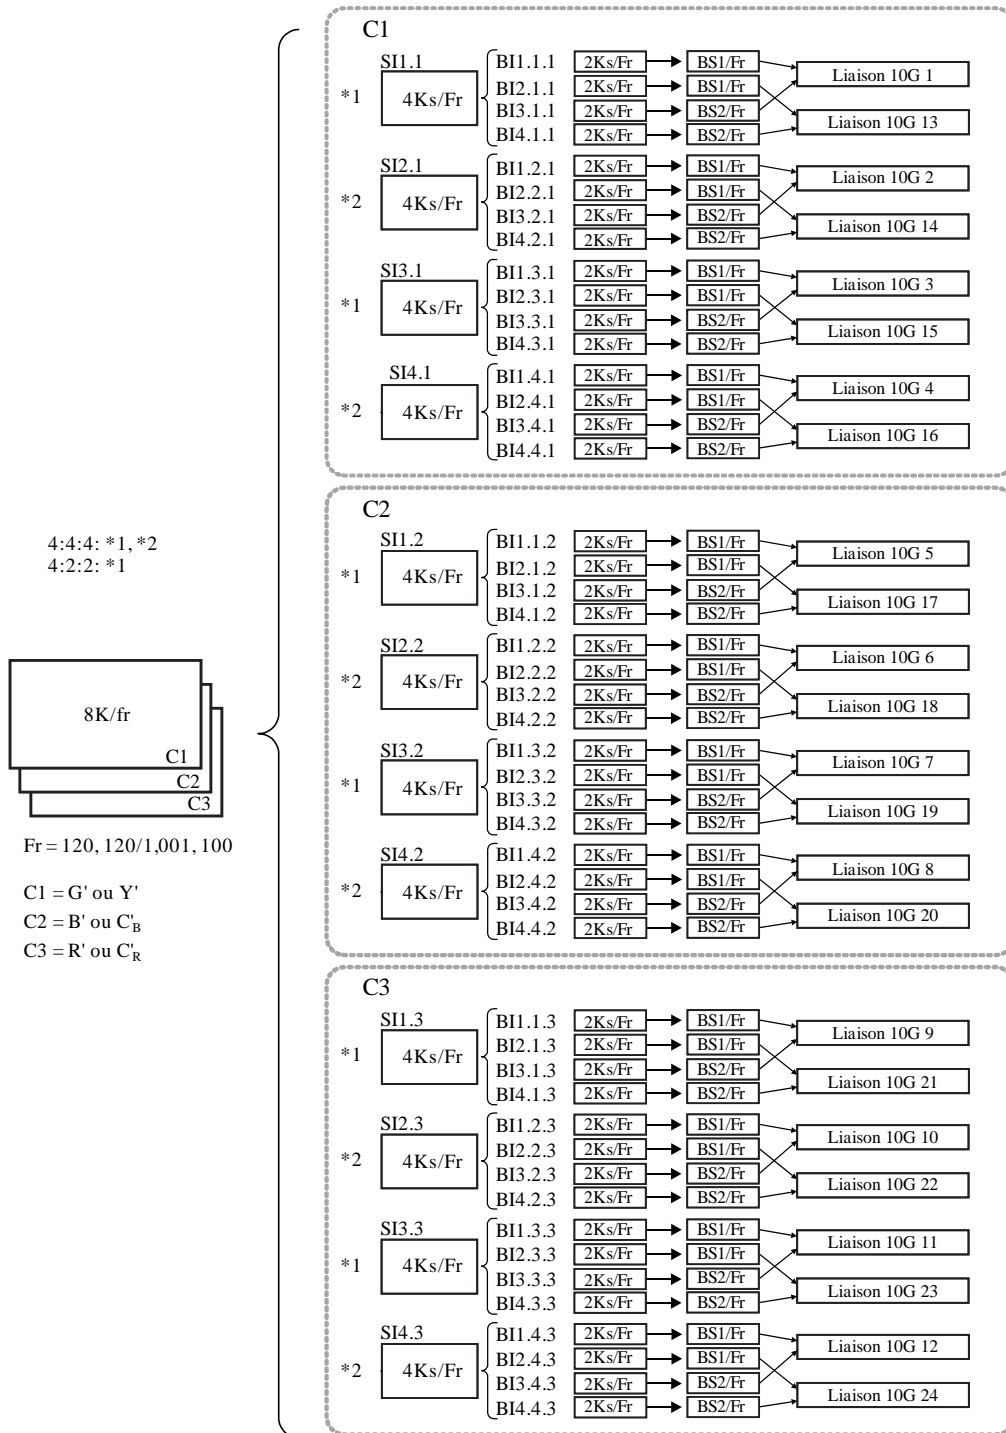 4:4:4: *1, *2
4:2:2: *1
8K/fr
C1
C2
C3
Fr = 120, 120/1,001, 100
C1 = G' ou Y'
C2 = B' ou C'B
C3 = R' ou C'R
C1
SI1.1
*1
4Ks/Fr
BI1.1.1 2Ks/Fr BS1/Fr
BI2.1.1 2Ks/Fr BS1/Fr
BI3.1.1 2Ks/Fr BS2/Fr
BI4.1.1 2Ks/Fr BS2/Fr
Liaison 10G 1
Liaison 10G 13
SI2.1
*2
4Ks/Fr
BI1.2.1 2Ks/Fr BS1/Fr
BI2.2.1 2Ks/Fr BS1/Fr
BI3.2.1 2Ks/Fr BS2/Fr
BI4.2.1 2Ks/Fr BS2/Fr
Liaison 10G 2
Liaison 10G 14
SI3.1
*1
4Ks/Fr
BI1.3.1 2Ks/Fr BS1/Fr
BI2.3.1 2Ks/Fr BS1/Fr
BI3.3.1 2Ks/Fr BS2/Fr
BI4.3.1 2Ks/Fr BS2/Fr
Liaison 10G 3
Liaison 10G 15
SI4.1
*2
4Ks/Fr
BI1.4.1 2Ks/Fr BS1/Fr
BI2.4.1 2Ks/Fr BS1/Fr
BI3.4.1 2Ks/Fr BS2/Fr
BI4.4.1 2Ks/Fr BS2/Fr
Liaison 10G 4
Liaison 10G 16
C2
SI1.2
*1
4Ks/Fr
BI1.1.2 2Ks/Fr BS1/Fr
BI2.1.2 2Ks/Fr BS1/Fr
BI3.1.2 2Ks/Fr BS2/Fr
BI4.1.2 2Ks/Fr BS2/Fr
Liaison 10G 5
Liaison 10G 17
SI2.2
*2
4Ks/Fr
BI1.2.2 2Ks/Fr BS1/Fr
BI2.2.2 2Ks/Fr BS1/Fr
BI3.2.2 2Ks/Fr BS2/Fr
BI4.2.2 2Ks/Fr BS2/Fr
Liaison 10G 6
Liaison 10G 18
SI3.2
*1
4Ks/Fr
BI1.3.2 2Ks/Fr BS1/Fr
BI2.3.2 2Ks/Fr BS1/Fr
BI3.3.2 2Ks/Fr BS2/Fr
BI4.3.2 2Ks/Fr BS2/Fr
Liaison 10G 7
Liaison 10G 19
SI4.2
*2
4Ks/Fr
BI1.4.2 2Ks/Fr BS1/Fr
BI2.4.2 2Ks/Fr BS1/Fr
BI3.4.2 2Ks/Fr BS2/Fr
BI4.4.2 2Ks/Fr BS2/Fr
Liaison 10G 8
Liaison 10G 20
C3
SI1.3
*1
4Ks/Fr
BI1.1.3 2Ks/Fr BS1/Fr
BI2.1.3 2Ks/Fr BS1/Fr
BI3.1.3 2Ks/Fr BS2/Fr
BI4.1.3 2Ks/Fr BS2/Fr
Liaison 10G 9
Liaison 10G 21
SI2.3
*2
4Ks/Fr
BI1.2.3 2Ks/Fr BS1/Fr
BI2.2.3 2Ks/Fr BS1/Fr
BI3.2.3 2Ks/Fr BS2/Fr
BI4.2.3 2Ks/Fr BS2/Fr
Liaison 10G 10
Liaison 10G 22
SI3.3
*1
4Ks/Fr
BI1.3.3 2Ks/Fr BS1/Fr
BI2.3.3 2Ks/Fr BS1/Fr
BI3.3.3 2Ks/Fr BS2/Fr
BI4.3.3 2Ks/Fr BS2/Fr
Liaison 10G 11
Liaison 10G 23
SI4.3
*2
4Ks/Fr
BI1.4.3 2Ks/Fr BS1/Fr
BI2.4.3 2Ks/Fr BS1/Fr
BI3.4.3 2Ks/Fr BS2/Fr
BI4.4.3 2Ks/Fr BS2/Fr
Liaison 10G 12
Liaison 10G 24